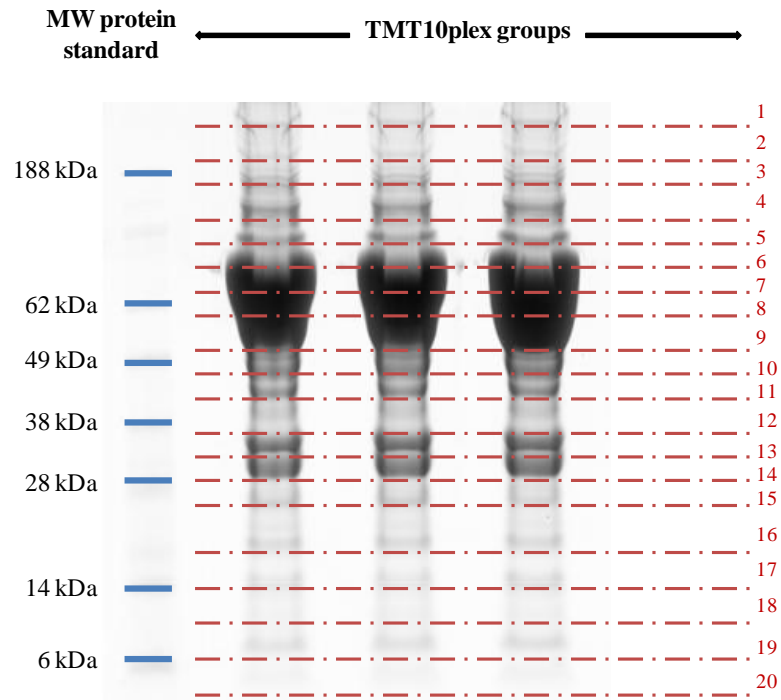 MW protein
standard
TMT10plex groups
1
2
188 kDa
3
4
5
6
7
62 kDa
8
9
49 kDa
10
11
38 kDa
12
13
28 kDa
14
15
16
17
14 kDa
18
19
6 kDa
20